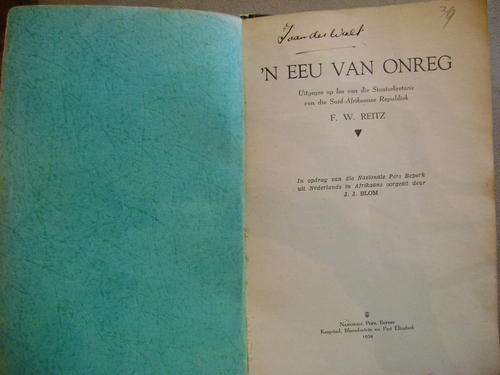 J van der Walt
39
'N EEU VAN ONREG
Uitgegee op las van die Staatsekretaris
van die Suid-Afrikaanse Republiek
F. W. REITZ
In opdrag van die Nasionale Pers Beperk
uit Nederlands in Afrikaans oorgesit deur
J. J. BLOM
NASIONALE PERS, BEPERK
Kaapstad, Bloemfontein en Port Elizabeth
1939